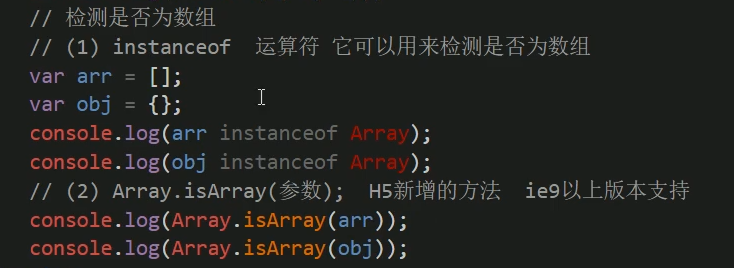 // 检测是否为数组
// (1) instanceof  运算符 它可以用来检测是否为数组
var arr = [];
var obj = {};
console.log(arr instanceof Array);
console.log(obj instanceof Array);
// (2) Array.isArray(参数);  H5新增的方法  ie9以上版本支持
console.log(Array.isArray(arr));
console.log(Array.isArray(obj));